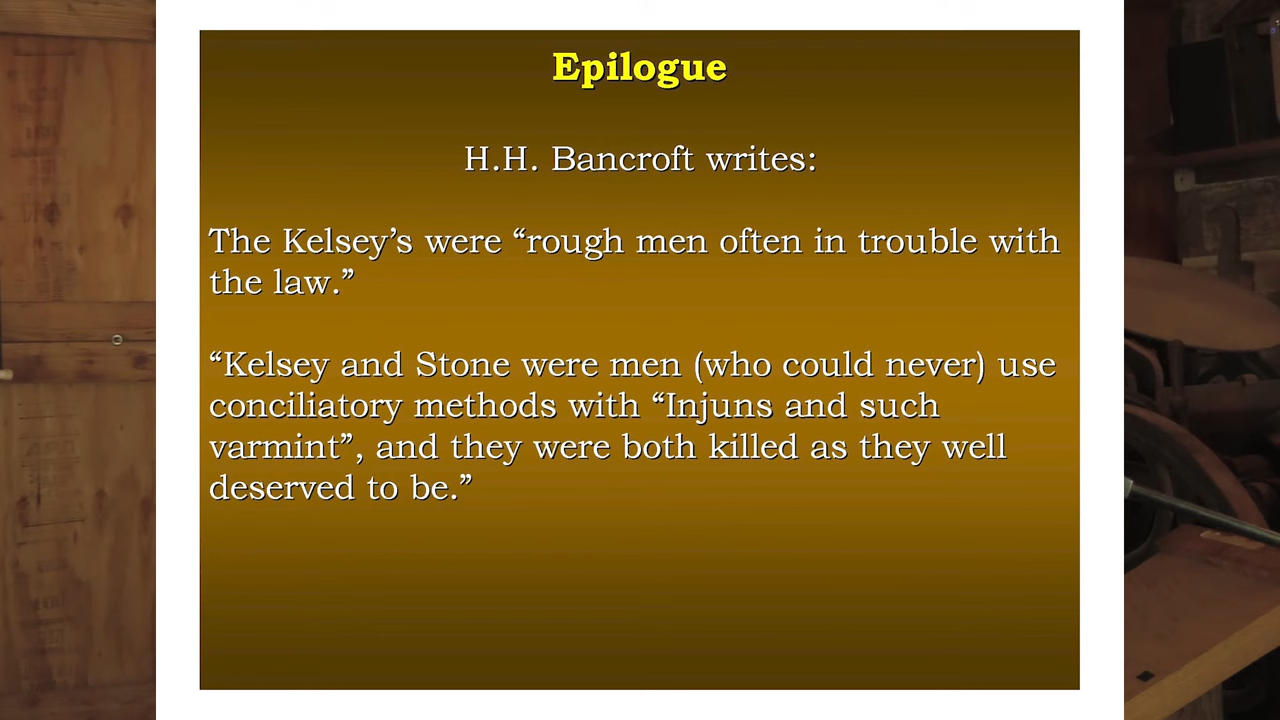 Epilogue
H.H. Bancroft writes:
The Kelsey’s were “rough men often in trouble with
the law.”
“Kelsey and Stone were men (who could never) use
conciliatory methods with “Injuns and such
varmint”, and they were both killed as they well
deserved to be.”